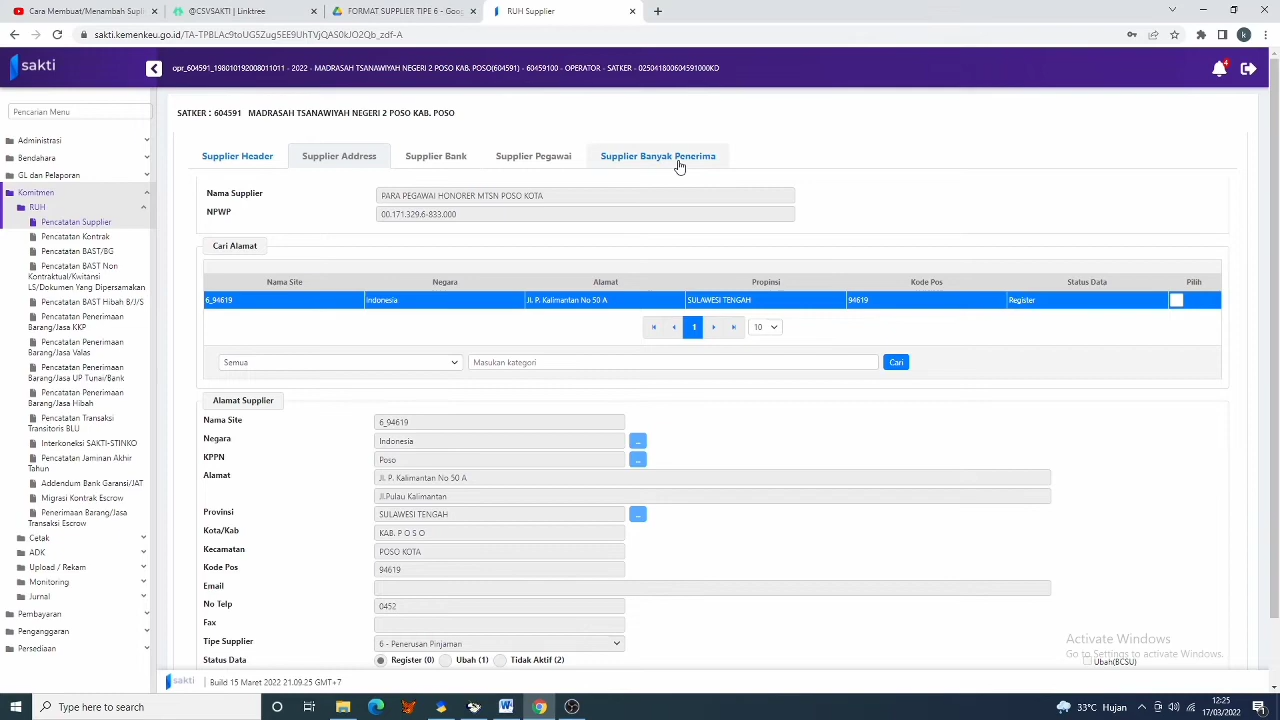 Cara Membuat/Menambah Supli
@CSVSAKTI | Linktree
FORMAT SUPPLIER TIPE 6 - Goog
RUH Supplier
sakti.kemenkeu.go.id/TA-TPBLAc9toUG5Zug5EE9UhTVjQAS0kJO2Qb_zdf-A
sakti
opr_604591_198010192008011011 - 2022 - MADRASAH TSANAWIYAH NEGERI 2 POSO KAB. POSO(604591) - 60459100 - OPERATOR - SATKER - 025041800604591000KD
4
Pencarian Menu
Administrasi
Bendahara
GL dan Pelaporan
Komitmen
RUH
Pencatatan Supplier
Pencatatan Kontrak
Pencatatan BAST/BG
Pencatatan BAST Non
Kontraktual/Kwitansi
LS/Dokumen Yang Dipersamakan
Pencatatan BAST Hibah B/J/S
Pencatatan Penerimaan
Barang/Jasa KKP
Pencatatan Penerimaan
Barang/Jasa Valas
Pencatatan Penerimaan
Barang/Jasa UP Tunai/Bank
Pencatatan Penerimaan
Barang/Jasa Hibah
Pencatatan Transaksi
Transitoris BLU
Interkoneksi SAKTI-STINKO
Pencatatan Jaminan Akhir
Tahun
Addendum Bank Garansi/JAT
Migrasi Kontrak Escrow
Penerimaan Barang/Jasa
Transaksi Escrow
Cetak
ADK
Upload / Rekam
Monitoring
Jurnal
Pembayaran
Penganggaran
Persediaan
SATKER : 604591 MADRASAH TSANAWIYAH NEGERI 2 POSO KAB. POSO
Supplier Header
Supplier Address
Supplier Bank
Supplier Pegawai
Supplier Banyak Penerima
Nama Supplier PARA PEGAWAI HONORER MTSN POSO KOTA
NPWP 00.171.329.6-833.000
Cari Alamat
Nama Site Negara Alamat Propinsi Kode Pos Status Data Pilih
6_94619 Indonesia Jl. P. Kalimantan No 50 A SULAWESI TENGAH 94619 Register
1 10
Semua Masukan kategori Cari
Alamat Supplier
Nama Site 6_94619
Negara Indonesia ...
KPPN Poso ...
Alamat Jl. P. Kalimantan No 50 A
Jl.Pulau Kalimantan
Provinsi SULAWESI TENGAH ...
Kota/Kab KAB. P O S O
Kecamatan POSO KOTA
Kode Pos 94619
Email
No Telp 0452
Fax
Tipe Supplier 6 - Penerusan Pinjaman
Status Data Register (0) Ubah (1) Tidak Aktif (2)
Ubah(BCSU)
Activate Windows
Go to Settings to activate Windows.
sakti Build 15 Maret 2022 21.09.25 GMT+7
Type here to search
33°C Hujan
12:25
17/03/2022